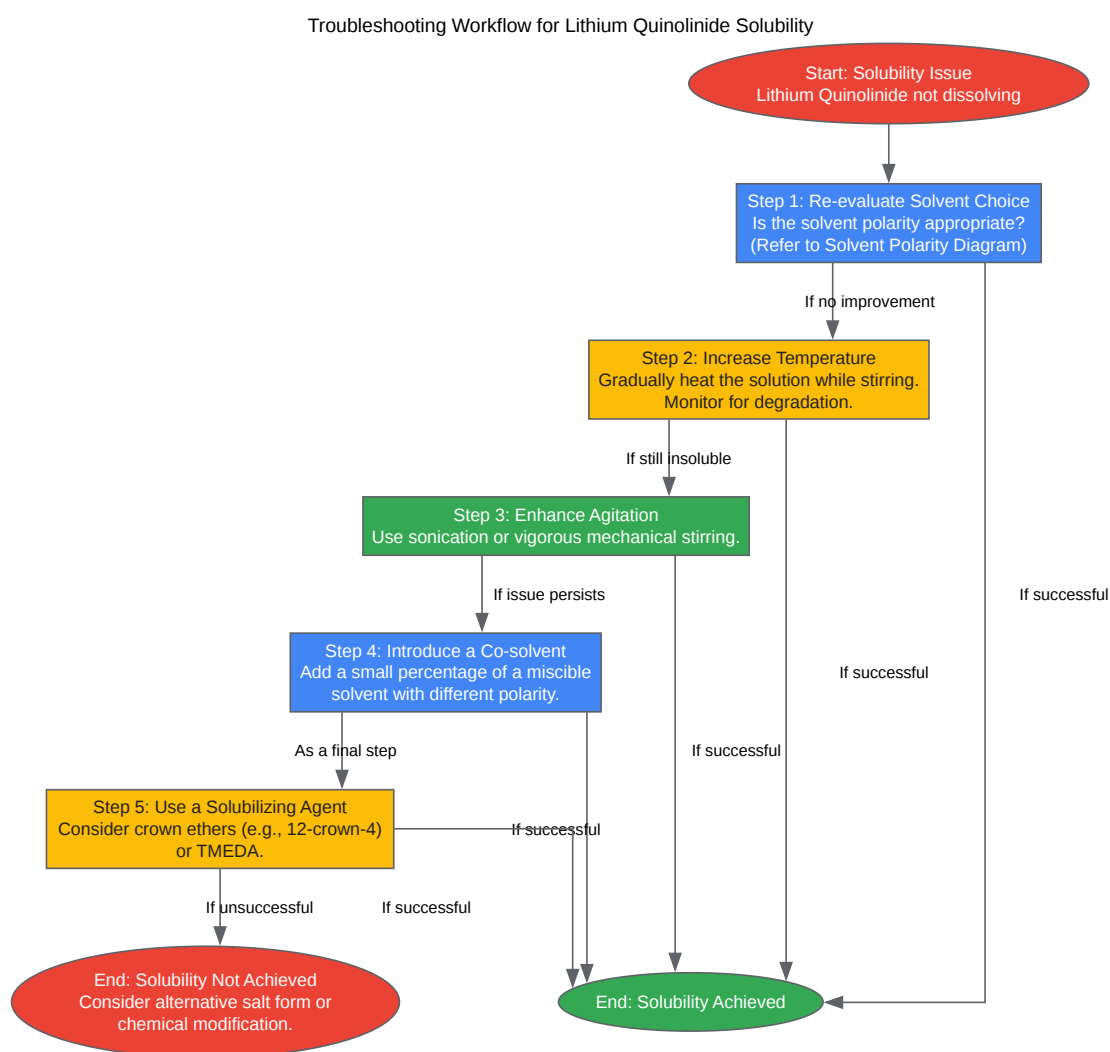 Troubleshooting Workflow for Lithium Quinolinide Solubility
Start: Solubility Issue
Lithium Quinolinide not dissolving
Step 1: Re-evaluate Solvent Choice
Is the solvent polarity appropriate?
(Refer to Solvent Polarity Diagram)
If no improvement
Step 2: Increase Temperature
Gradually heat the solution while stirring.
Monitor for degradation.
If still insoluble
Step 3: Enhance Agitation
Use sonication or vigorous mechanical stirring.
If issue persists
If successful
Step 4: Introduce a Co-solvent
Add a small percentage of a miscible
solvent with different polarity.
If successful
As a final step
If successful
Step 5: Use a Solubilizing Agent
Consider crown ethers (e.g., 12-crown-4)
or TMEDA.
If successful
If unsuccessful
If successful
End: Solubility Not Achieved
Consider alternative salt form or
chemical modification.
End: Solubility Achieved